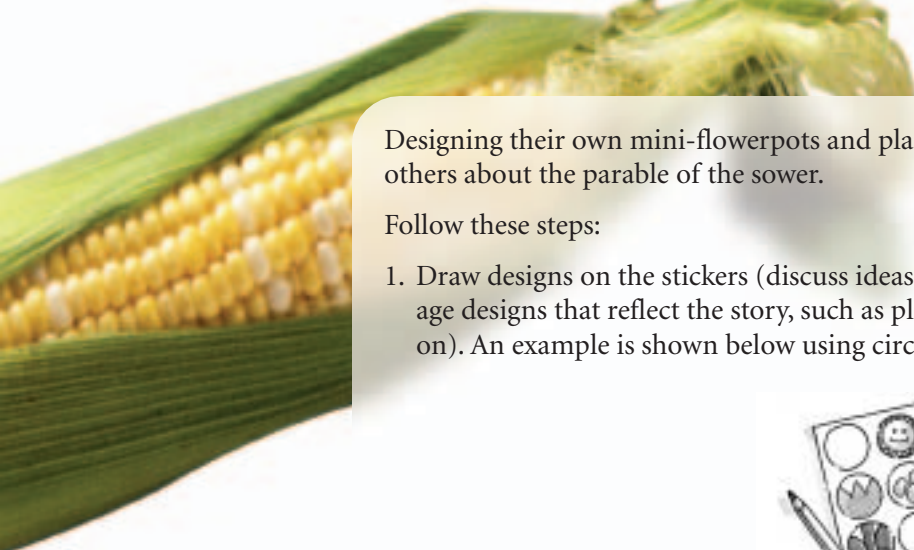 Designing their own mini-flowerpots and pla
others about the parable of the sower.
Follow these steps:
1. Draw designs on the stickers (discuss ideas
age designs that reflect the story, such as pl
on). An example is shown below using circ